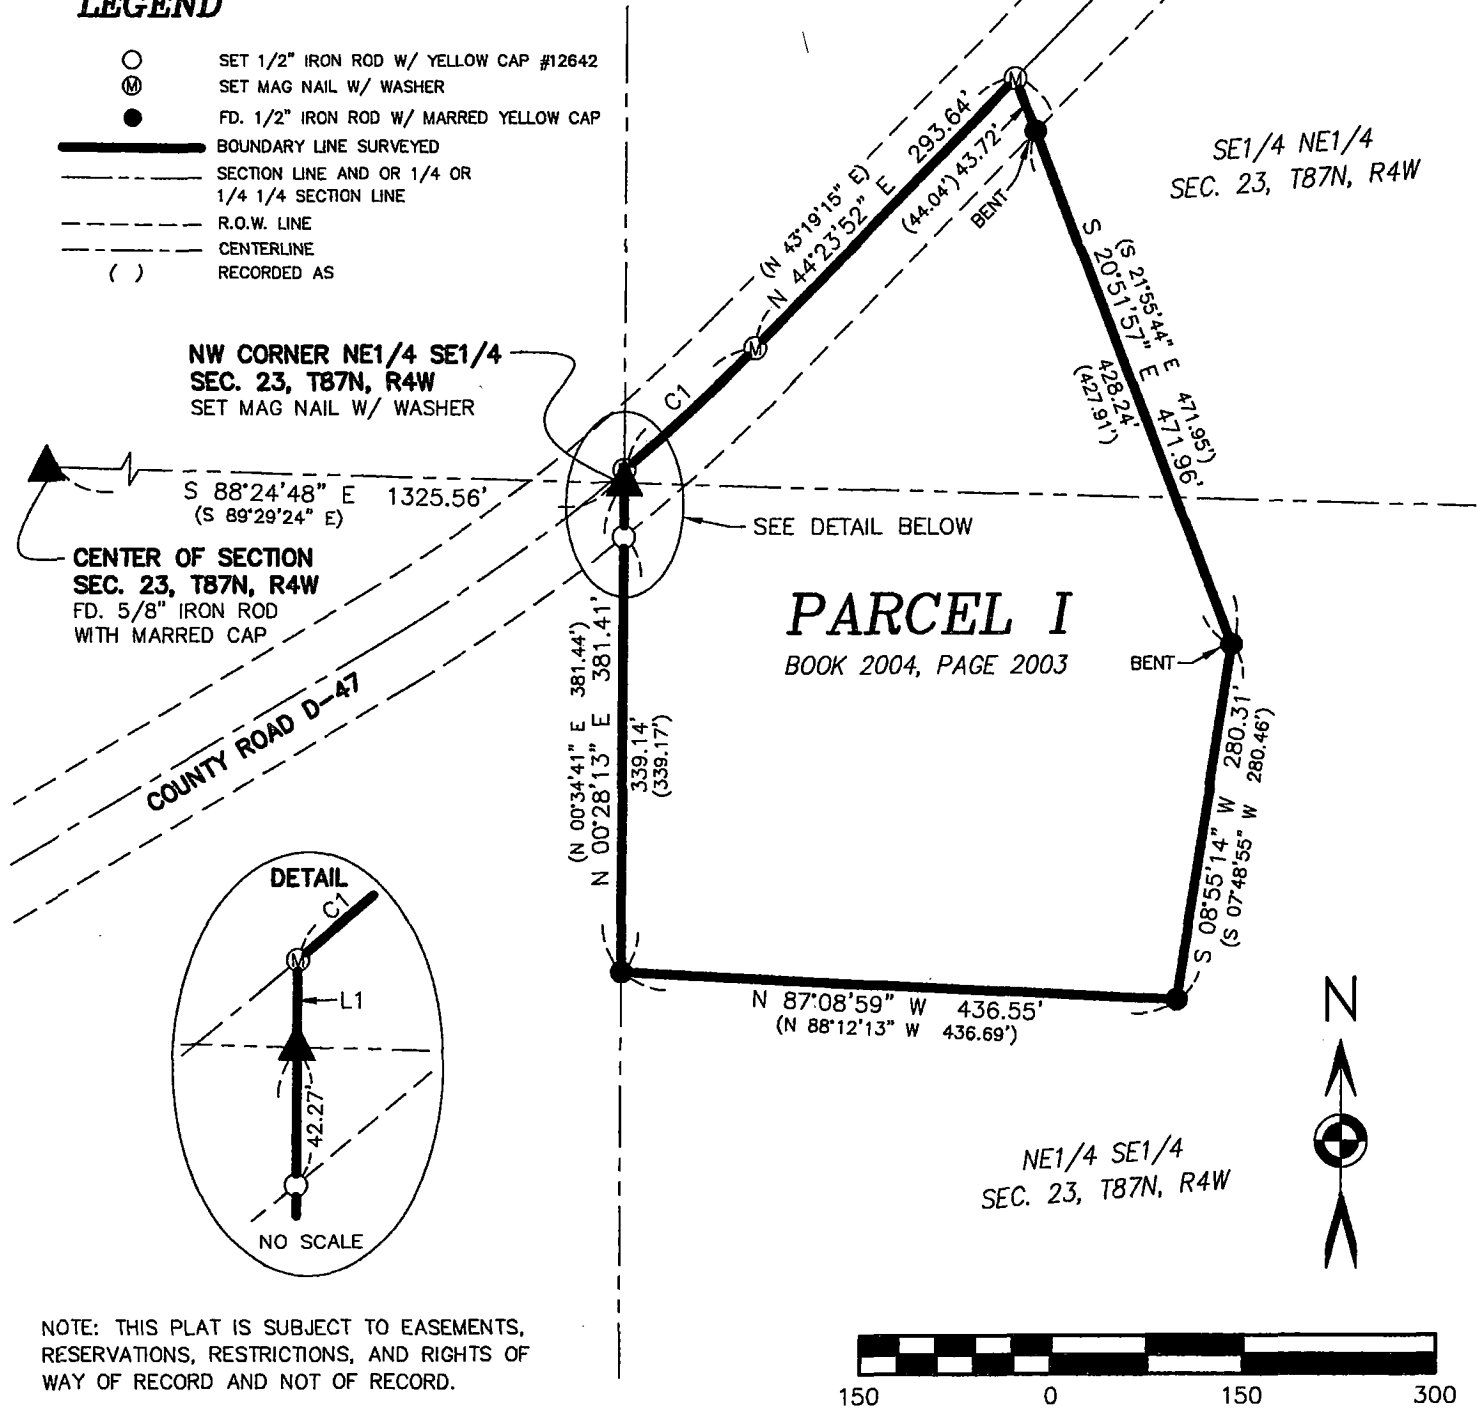 LEGEND
SET 1/2" IRON ROD W/ YELLOW CAP #12642
M SET MAG NAIL W/ WASHER
FD. 1/2" IRON ROD W/ MARRED YELLOW CAP
BOUNDARY LINE SURVEYED
SECTION LINE AND OR 1/4 OR
1/4 1/4 SECTION LINE
R.O.W. LINE
CENTERLINE
( ) RECORDED AS
M
293.64'
(N 43°19'15" E)
N 44°23'52" E
(44.04') 43.72'
BENT
SE1/4 NE1/4
SEC. 23, T87N, R4W
(S 21°55'44" E 471.95')
S 20°51'57" E 471.96'
428.24'
(427.91')
NW CORNER NE1/4 SE1/4
SEC. 23, T87N, R4W
SET MAG NAIL W/ WASHER
M
C1
S 88°24'48" E 1325.56'
(S 89°29'24" E)
SEE DETAIL BELOW
CENTER OF SECTION
SEC. 23, T87N, R4W
FD. 5/8" IRON ROD
WITH MARRED CAP
PARCEL I
BOOK 2004, PAGE 2003
BENT
(N 00°34'41" E 381.44')
N 00°28'13" E 381.41'
339.14'
(339.17')
COUNTY ROAD D-47
S 08°55'14" W 280.31'
(S 07°48'55" W 280.46')
DETAIL
C1
M
L1
42.27'
NO SCALE
N 87°08'59" W 436.55'
(N 88°12'13" W 436.69')
N
NE1/4 SE1/4
SEC. 23, T87N, R4W
NOTE: THIS PLAT IS SUBJECT TO EASEMENTS,
RESERVATIONS, RESTRICTIONS, AND RIGHTS OF
WAY OF RECORD AND NOT OF RECORD.
150 0 150 300